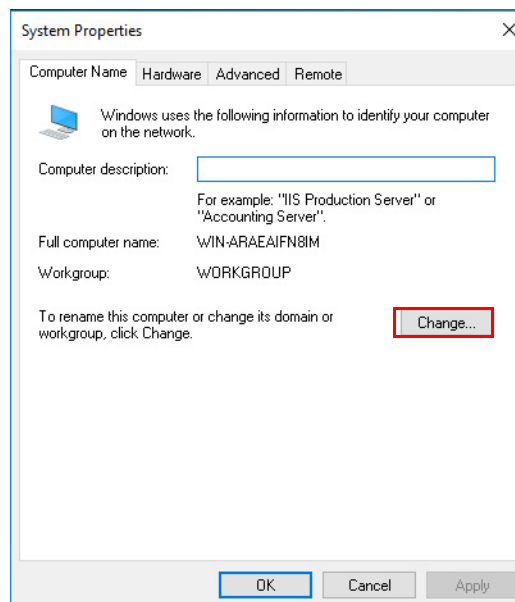 System Properties
Computer Name Hardware Advanced Remote
Windows uses the following information to identify your computer
on the network.
Computer description:
For example: "IIS Production Server" or
"Accounting Server".
Full computer name: WIN-ARAEAIFN8IM
Workgroup: WORKGROUP
To rename this computer or change its domain or
workgroup, click Change.
Change...
OK Cancel Apply